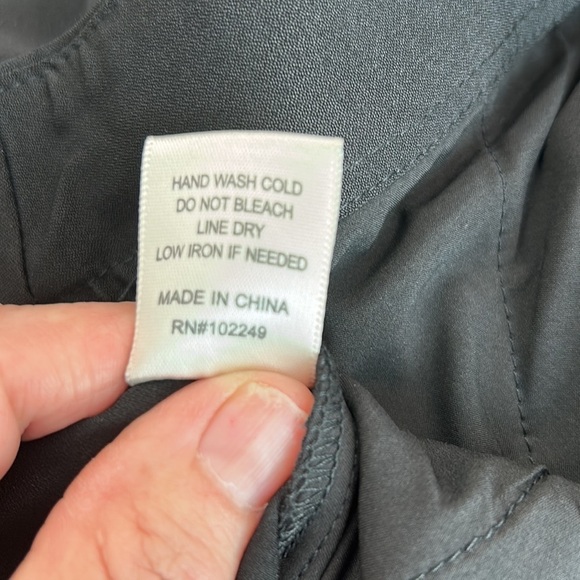 HAND WASH COLD
DO NOT BLEACH
LINE DRY
LOW IRON IF NEEDED
MADE IN CHINA
RN#102249